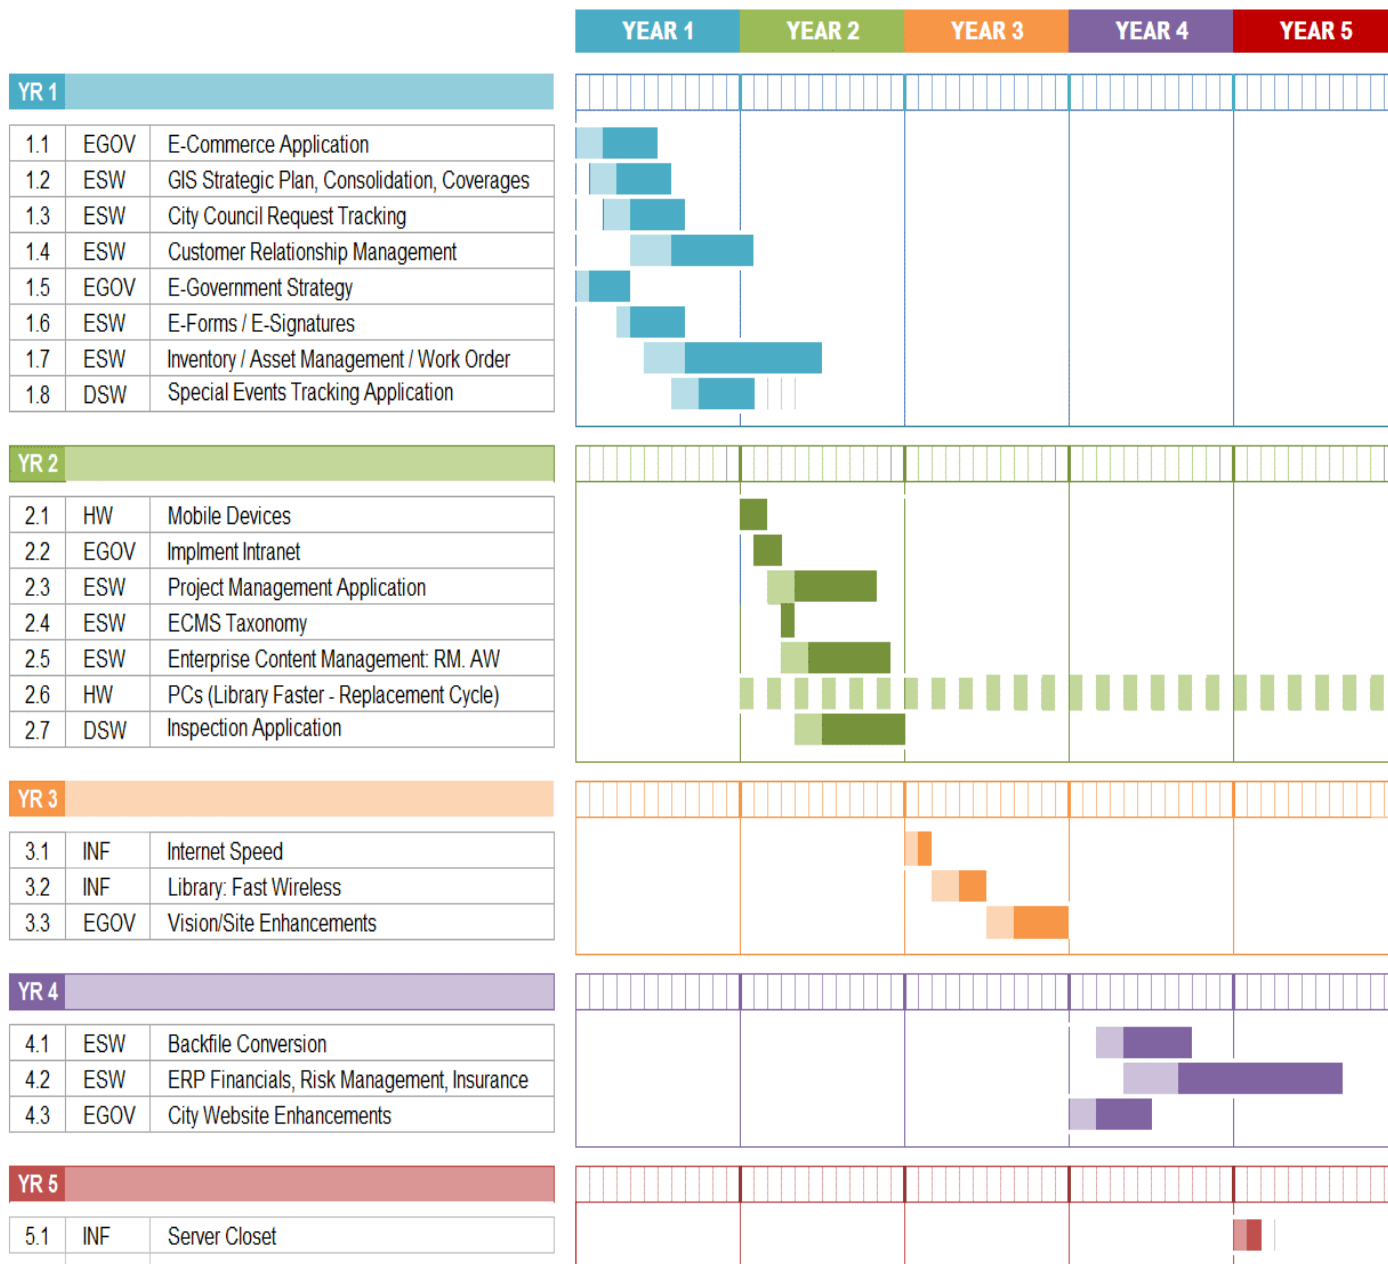 YEAR 1 YEAR 2 YEAR 3 YEAR 4 YEAR 5
YR 1
1.1 EGOV E-Commerce Application
1.2 ESW GIS Strategic Plan, Consolidation, Coverages
1.3 ESW City Council Request Tracking
1.4 ESW Customer Relationship Management
1.5 EGOV E-Government Strategy
1.6 ESW E-Forms / E-Signatures
1.7 ESW Inventory / Asset Management / Work Order
1.8 DSW Special Events Tracking Application
YR 2
2.1 HW Mobile Devices
2.2 EGOV Implment Intranet
2.3 ESW Project Management Application
2.4 ESW ECMS Taxonomy
2.5 ESW Enterprise Content Management: RM. AW
2.6 HW PCs (Library Faster - Replacement Cycle)
2.7 DSW Inspection Application
YR 3
3.1 INF Internet Speed
3.2 INF Library: Fast Wireless
3.3 EGOV Vision/Site Enhancements
YR 4
4.1 ESW Backfile Conversion
4.2 ESW ERP Financials, Risk Management, Insurance
4.3 EGOV City Website Enhancements
YR 5
5.1 INF Server Closet